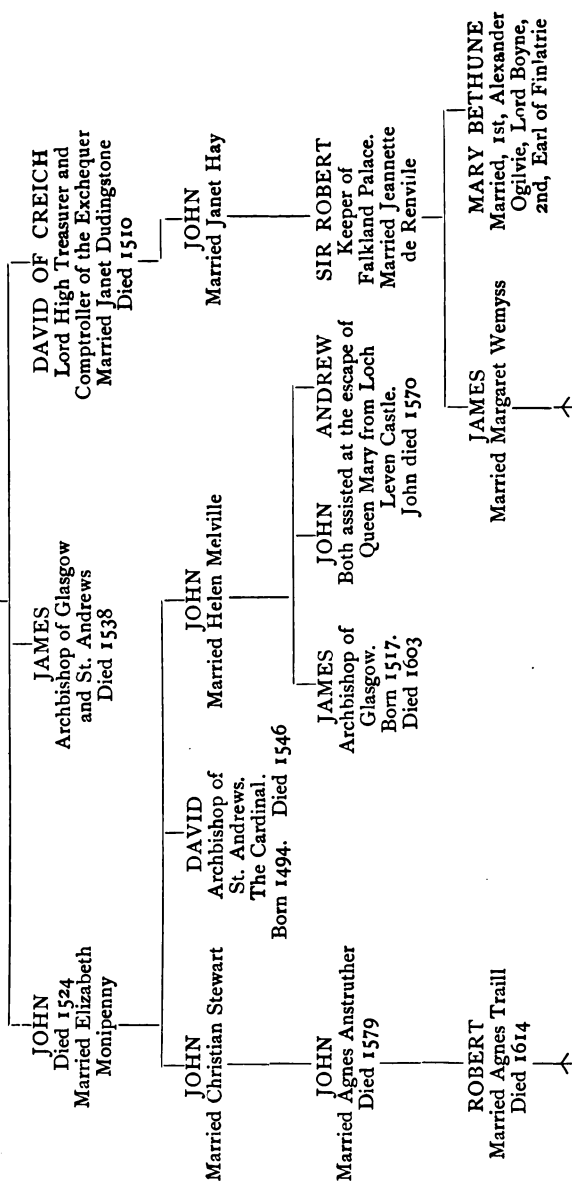 JOHN
Died 1524
Married Elizabeth
Monipenny
JAMES
Archbishop of Glasgow
and St. Andrews
Died 1538
DAVID OF CREICH
Lord High Treasurer and
Comptroller of the Exchequer
Married Janet Dudingstone
Died 1510
JOHN
Married Christian Stewart
DAVID
Archbishop of
St. Andrews.
The Cardinal.
Born 1494. Died 1546
JOHN
Married Helen Melville
JOHN
Married Janet Hay
JOHN
Married Agnes Anstruther
Died 1579
JAMES
Archbishop of
Glasgow.
Born 1517.
Died 1603
JOHN ANDREW
Both assisted at the escape of
Queen Mary from Loch
Leven Castle.
John died 1570
SIR ROBERT
Keeper of
Falkland Palace.
Married Jeannette
de Renville
ROBERT
Married Agnes Traill
Died 1614
JAMES
Married Margaret Wemyss
MARY BETHUNE
Married, 1st, Alexander
Ogilvie, Lord Boyne,
2nd, Earl of Finlatrie